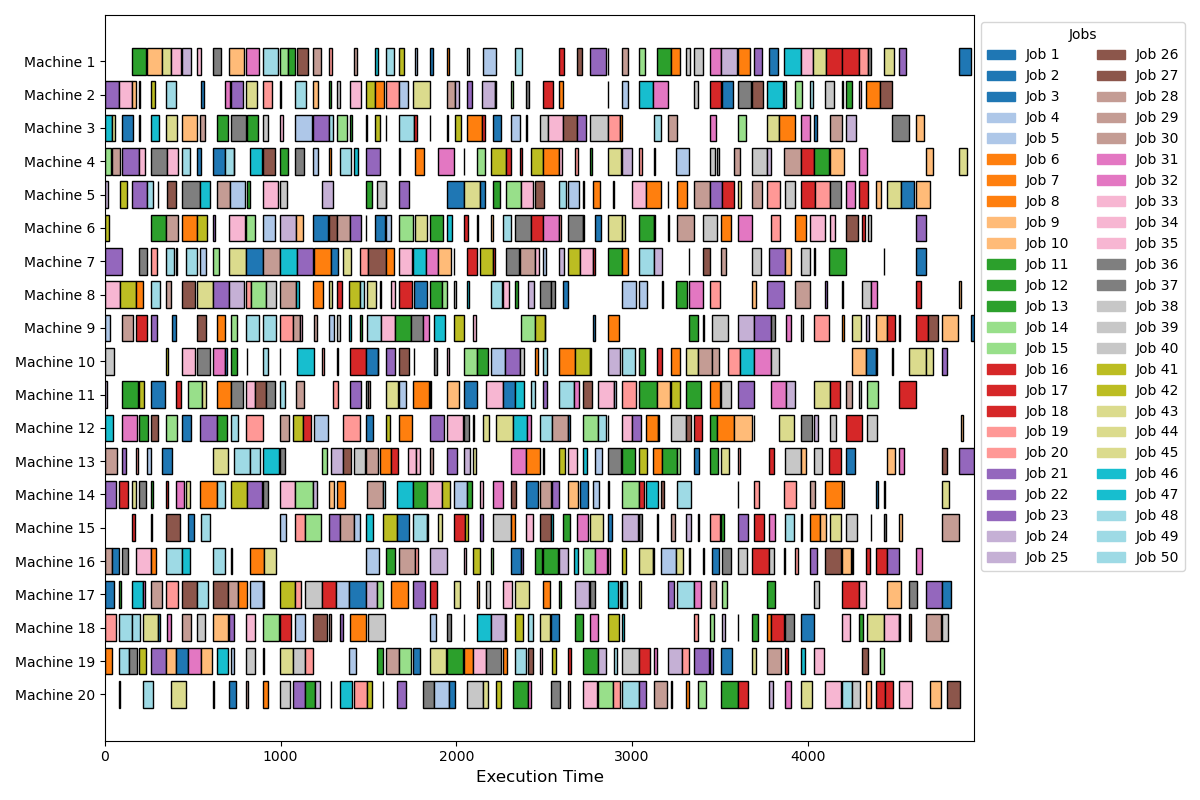 Machine 1
Machine 2
Machine 3
Machine 4
Machine 5
Machine 6
Machine 7
Machine 8
Machine 9
Machine 10
Machine 11
Machine 12
Machine 13
Machine 14
Machine 15
Machine 16
Machine 17
Machine 18
Machine 19
Machine 20
0 1000 2000 3000 4000
Execution Time
Jobs
Job 1
Job 2
Job 3
Job 4
Job 5
Job 6
Job 7
Job 8
Job 9
Job 10
Job 11
Job 12
Job 13
Job 14
Job 15
Job 16
Job 17
Job 18
Job 19
Job 20
Job 21
Job 22
Job 23
Job 24
Job 25
Job 26
Job 27
Job 28
Job 29
Job 30
Job 31
Job 32
Job 33
Job 34
Job 35
Job 36
Job 37
Job 38
Job 39
Job 40
Job 41
Job 42
Job 43
Job 44
Job 45
Job 46
Job 47
Job 48
Job 49
Job 50